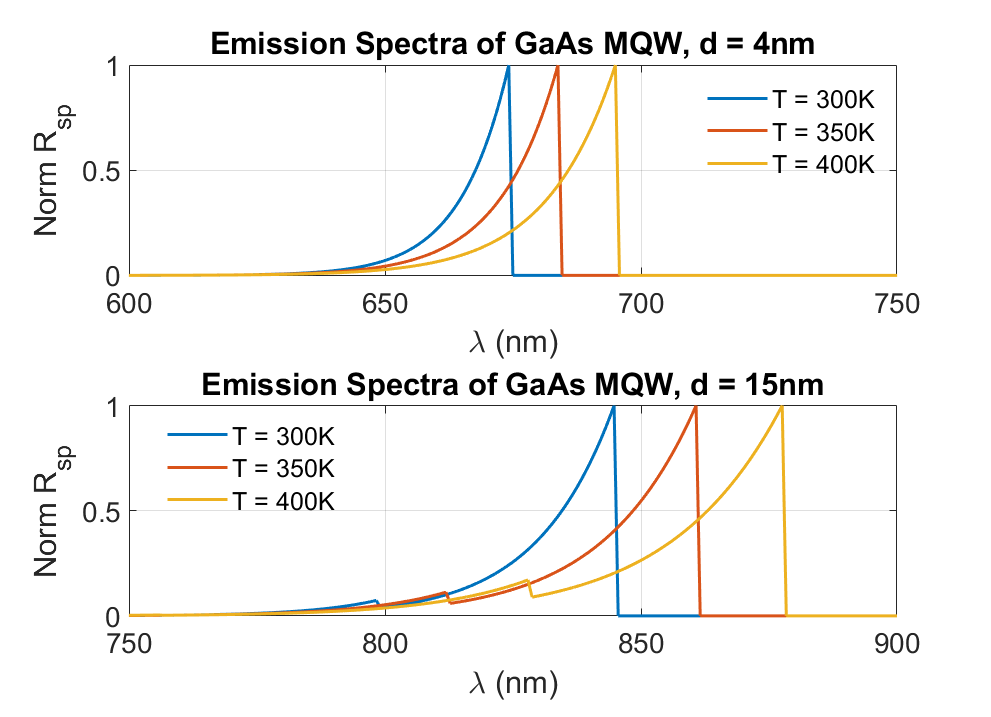 Emission Spectra of GaAs MQW, d = 4nm
1
0.5
0
Norm R_sp
T = 300K
T = 350K
T = 400K
600 650 700 750
λ (nm)
Emission Spectra of GaAs MQW, d = 15nm
1
0.5
0
Norm R_sp
T = 300K
T = 350K
T = 400K
750 800 850 900
λ (nm)